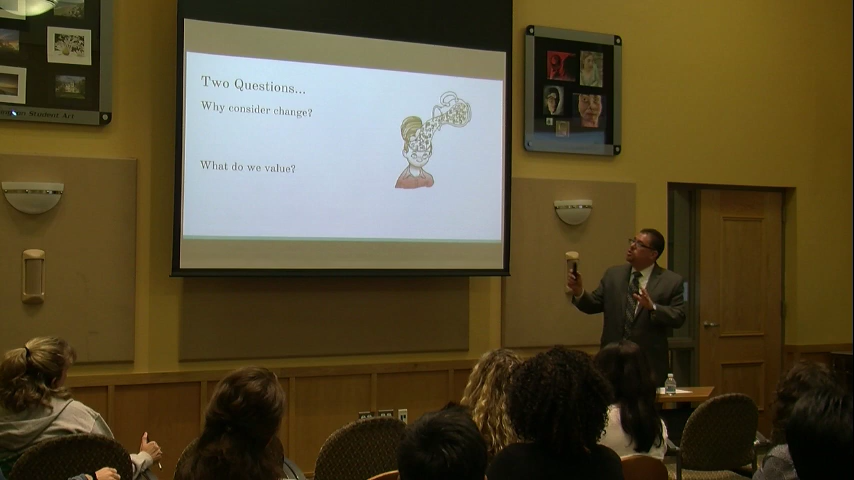 Two Questions...
Why consider change?
What do we value?
Student Art